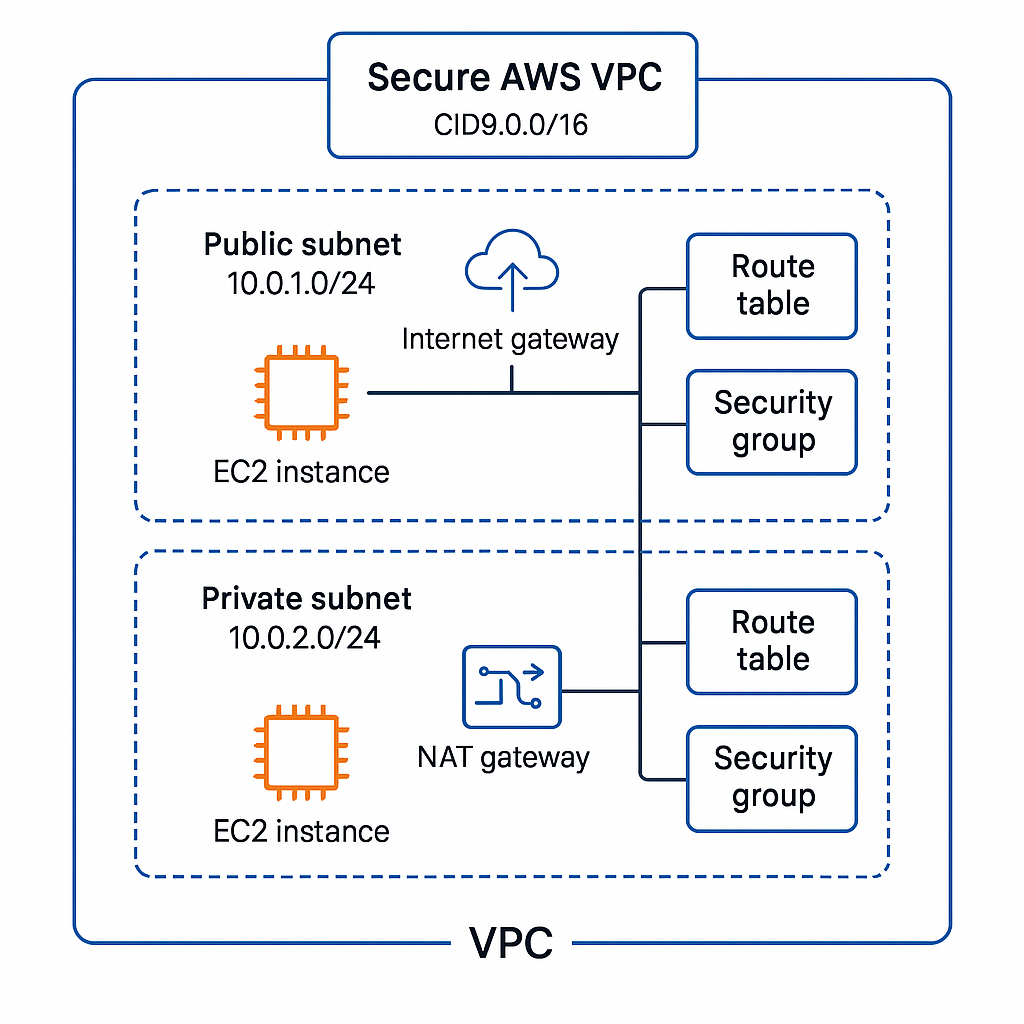 Secure AWS VPC
CID9.0.0/16
Public subnet
10.0.1.0/24
Internet gateway
EC2 instance
Route
table
Security
group
Private subnet
10.0.2.0/24
NAT gateway
EC2 instance
Route
table
Security
group
VPC